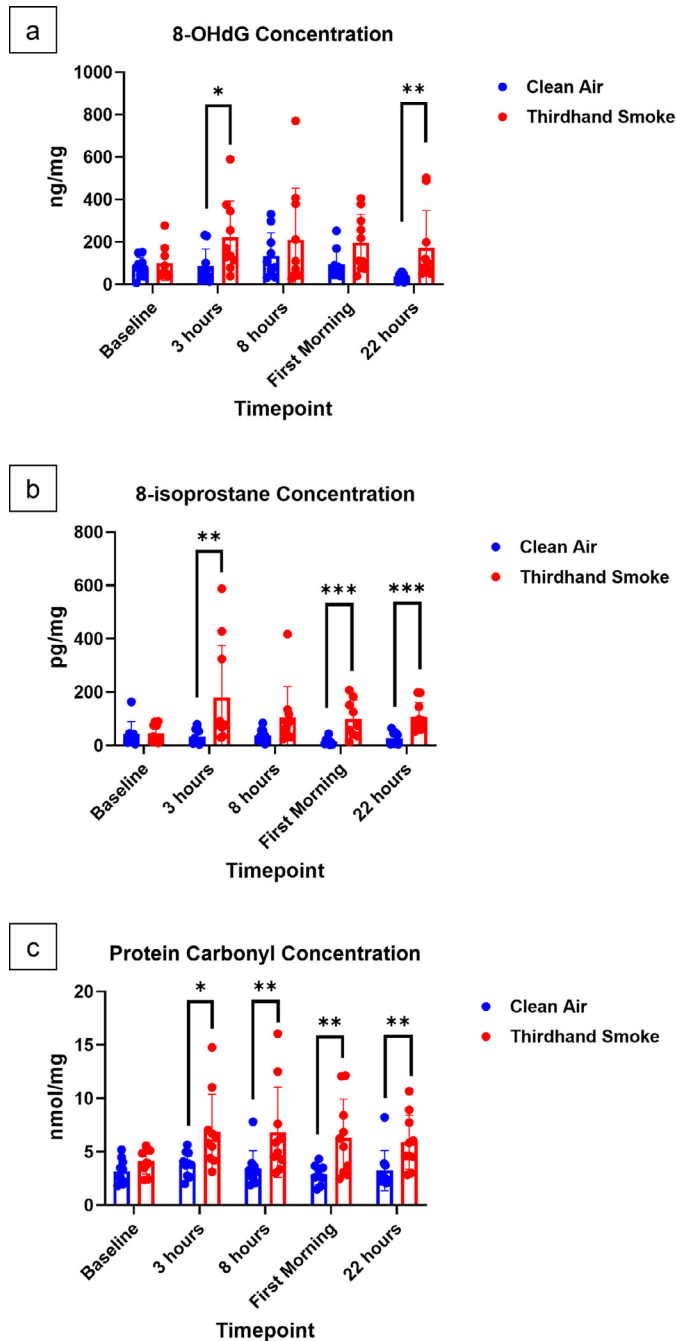 a
8-OHdG Concentration
1000
800
600
400
200
0
ng/mg
*
**
Clean Air
Thirdhand Smoke
Baseline
3 hours
8 hours
First Morning
22 hours
Timepoint
b
8-isoprostane Concentration
800
600
400
200
0
pg/mg
**
***
***
Clean Air
Thirdhand Smoke
Baseline
3 hours
8 hours
First Morning
22 hours
Timepoint
c
Protein Carbonyl Concentration
20
15
10
5
0
nmol/mg
*
**
**
**
Clean Air
Thirdhand Smoke
Baseline
3 hours
8 hours
First Morning
22 hours
Timepoint